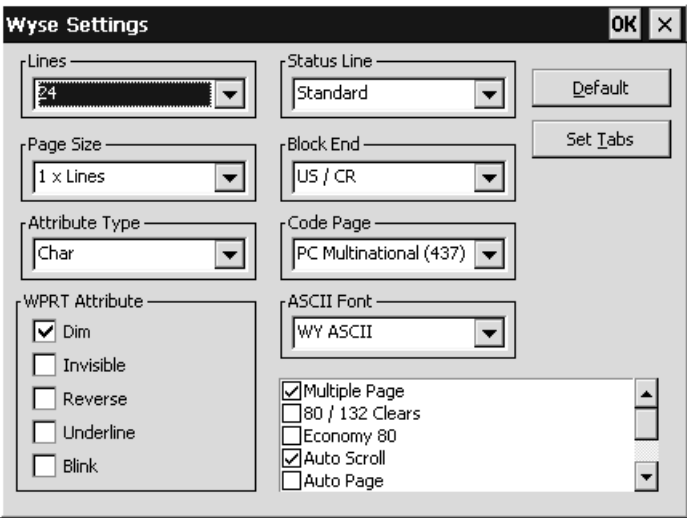 Wyse Settings OK
Lines
24
Status Line
Standard
Default
Set Tabs
Page Size
1 x Lines
Block End
US / CR
Attribute Type
Char
Code Page
PC Multinational (437)
WPRT Attribute
Dim
Invisible
Reverse
Underline
Blink
ASCII Font
WY ASCII
Multiple Page
80 / 132 Clears
Economy 80
Auto Scroll
Auto Page